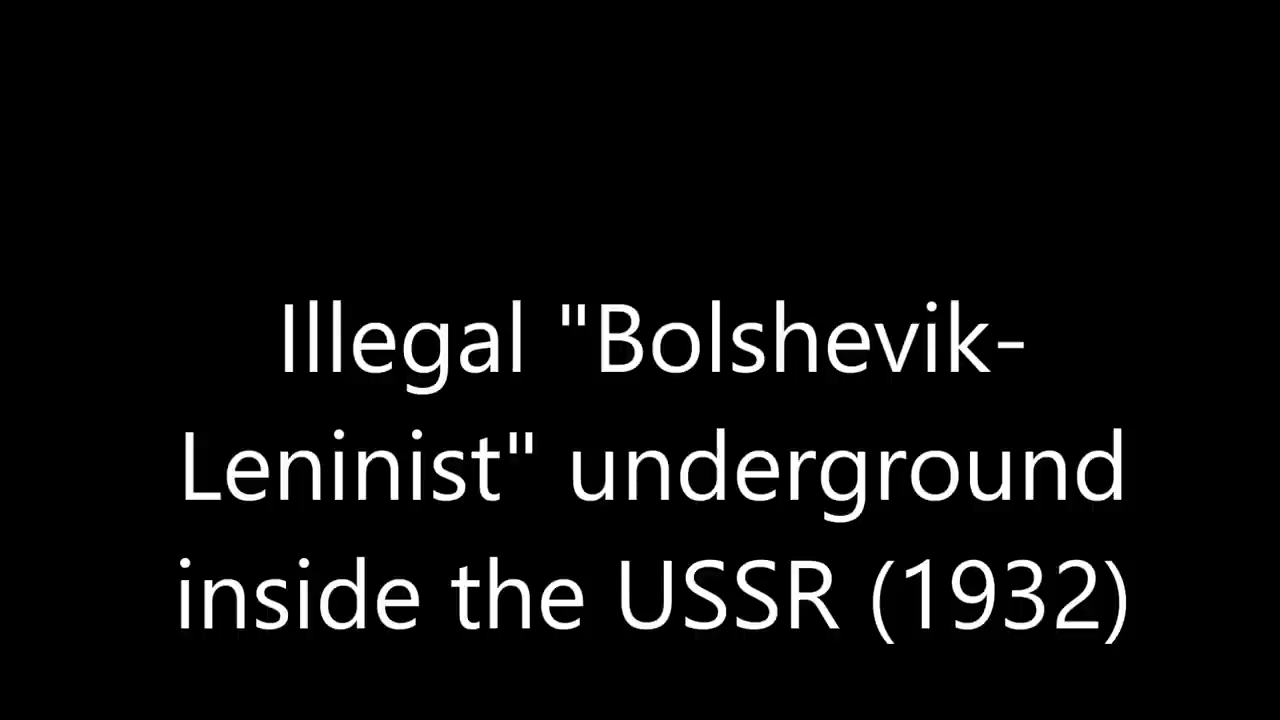 Illegal "Bolshevik-
Leninist" underground
inside the USSR (1932)